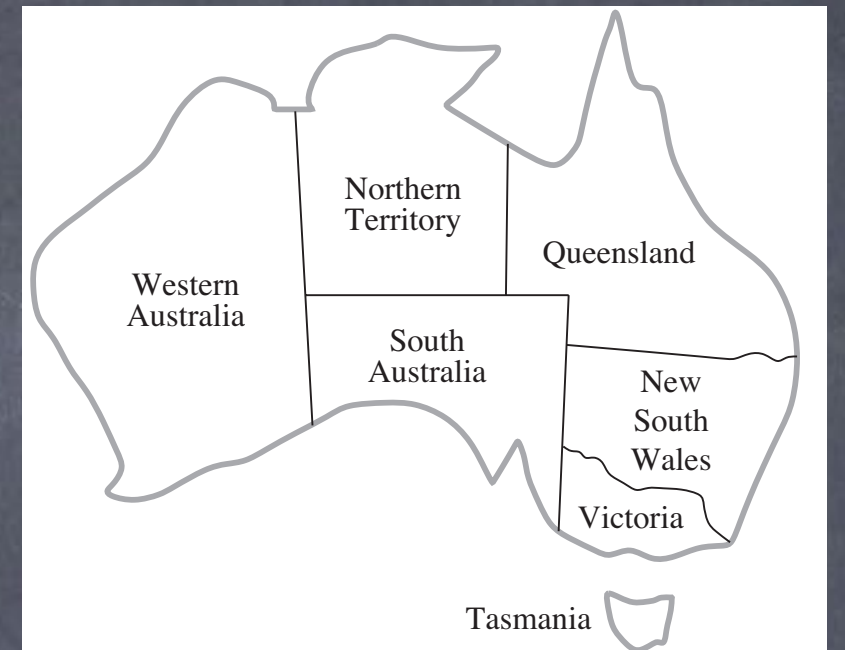 Northern
Territory
Western
Australia
Queensland
South
Australia
New
South
Wales
Victoria
Tasmania